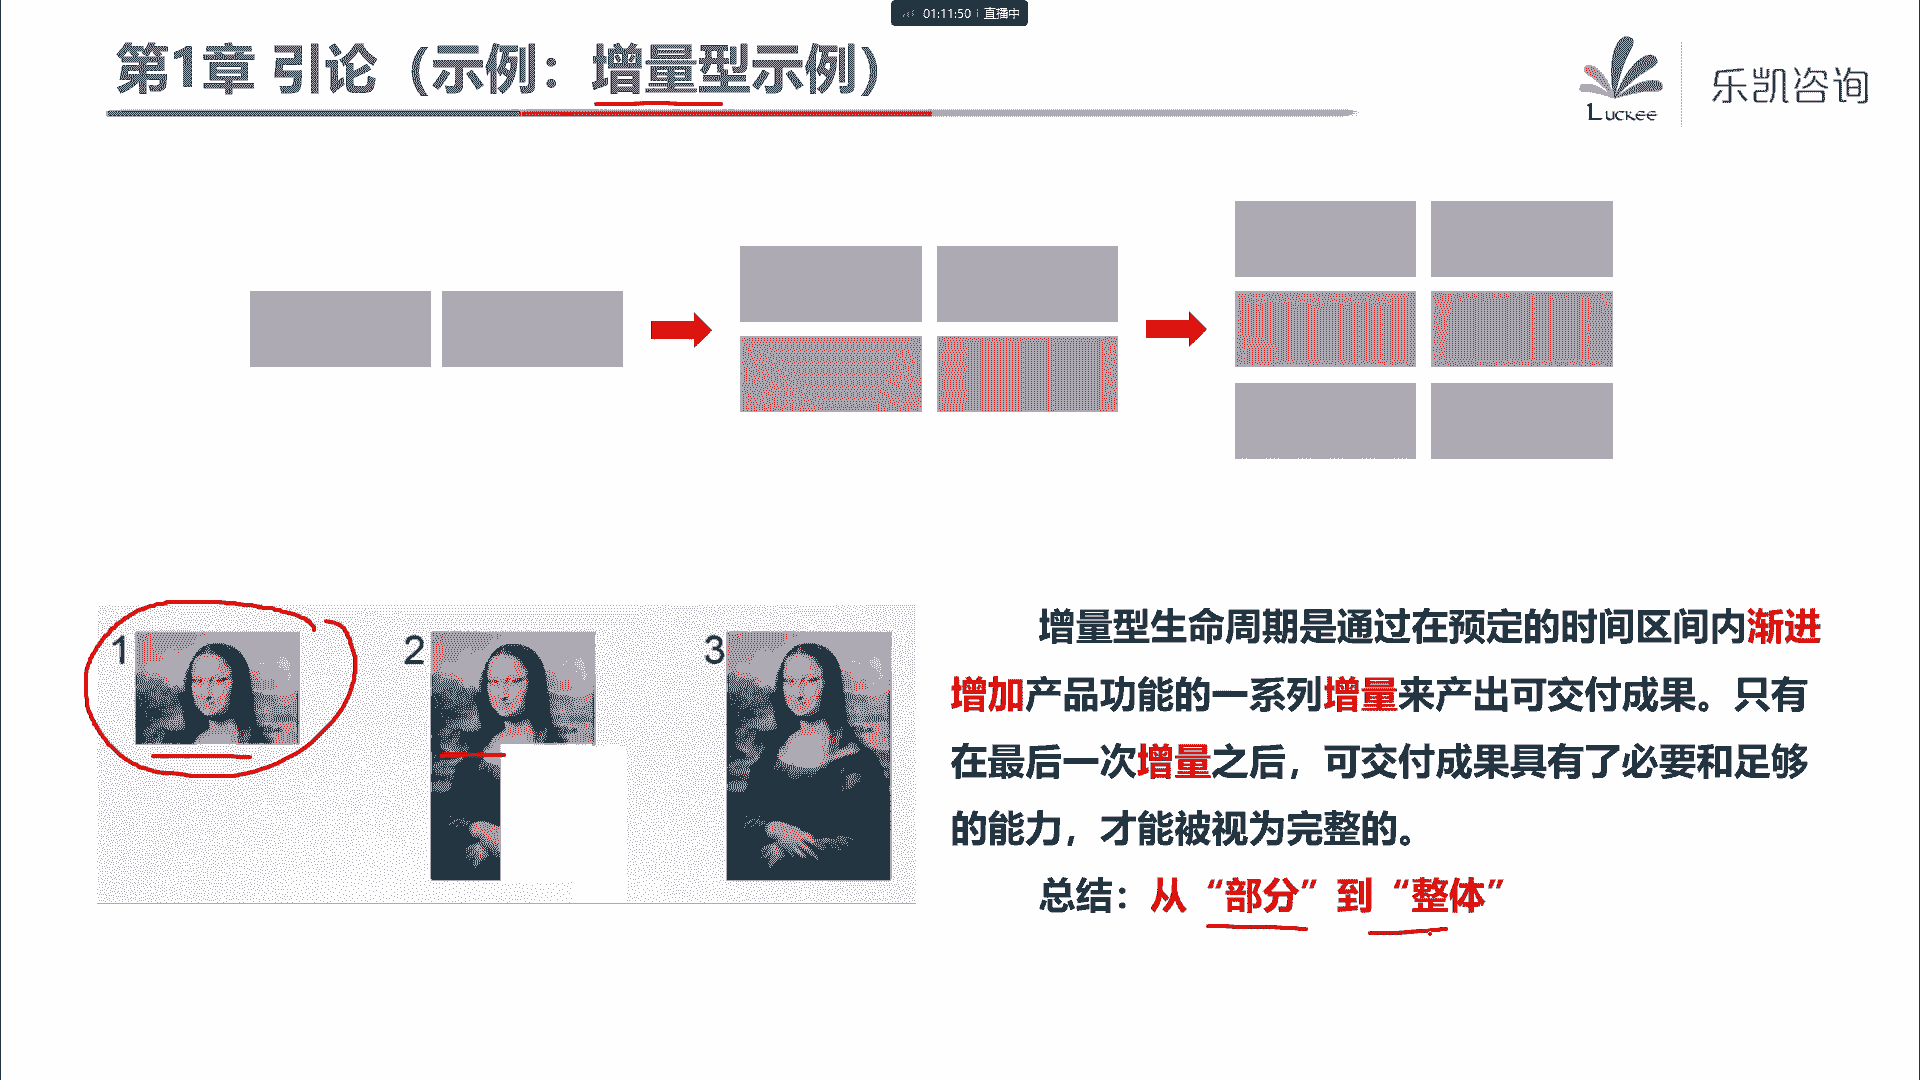 01:11:50 直播中
第1章 引论（示例：增量型示例）
Luckee
乐凯咨询
1
2
3
增量型生命周期是通过在预定的时间区间内渐进
增加产品功能的一系列增量来产出可交付成果。只有
在最后一次增量之后，可交付成果具有了必要和足够
的能力，才能被视为完整的。
总结：从“部分”到“整体”